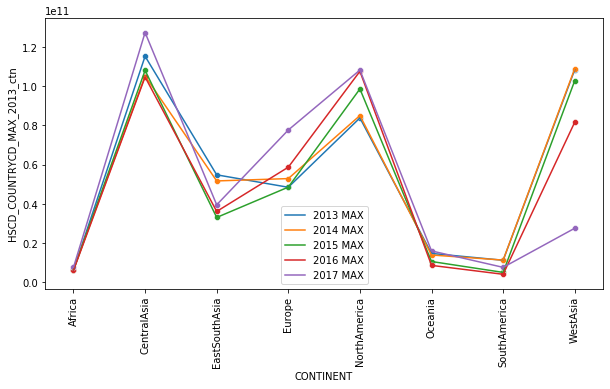 1e11
HSCD_COUNTRYCD_MAX_2013_ctn
1.2
1.0
0.8
0.6
0.4
0.2
0.0
2013 MAX
2014 MAX
2015 MAX
2016 MAX
2017 MAX
Africa
CentralAsia
EastSouthAsia
Europe
NorthAmerica
Oceania
SouthAmerica
WestAsia
CONTINENT